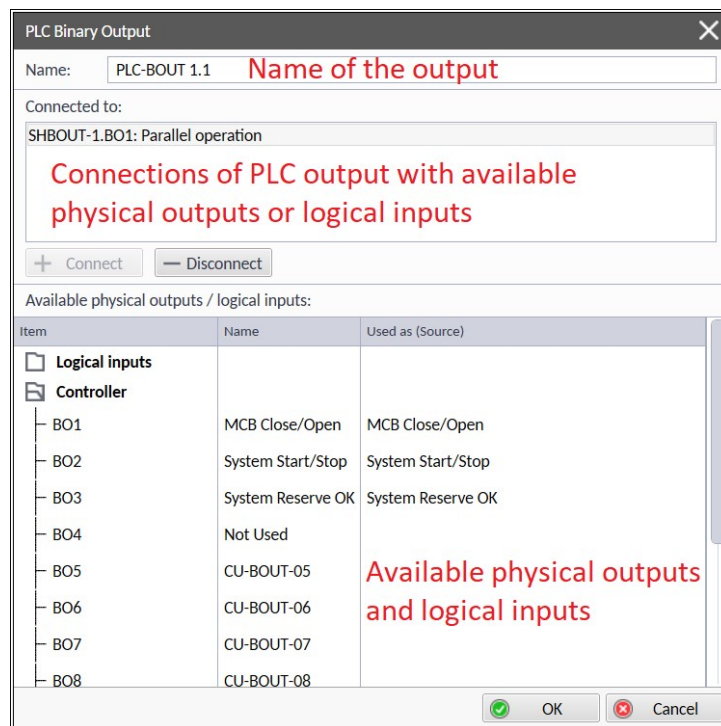 PLC Binary Output
Name: PLC-BOUT 1.1 Name of the output
Connected to:
SHBOUT-1.BO1: Parallel operation
Connections of PLC output with available
physical outputs or logical inputs
Connect Disconnect
Available physical outputs / logical inputs:
Item Name Used as (Source)
Logical inputs
Controller
BO1 MCB Close/Open MCB Close/Open
BO2 System Start/Stop System Start/Stop
BO3 System Reserve OK System Reserve OK
BO4 Not Used
BO5 CU-BOUT-05 Available physical outputs
BO6 CU-BOUT-06 and logical inputs
BO7 CU-BOUT-07
BO8 CU-BOUT-08
OK Cancel